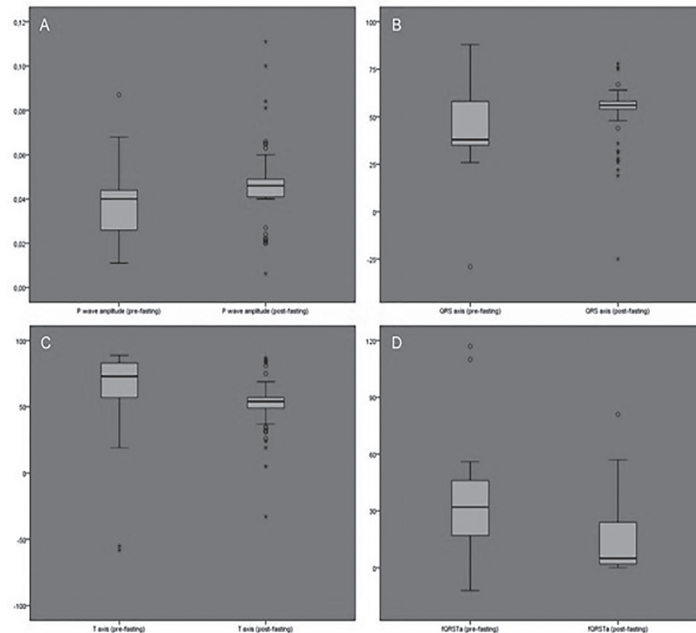 A
0,12
0,10
0,08
0,06
0,04
0,02
0,00
P wave amplitude (pre-fasting) P wave amplitude (post-fasting)
B
100
75
50
25
0
-25
QRS axis (pre-fasting) QRS axis (post-fasting)
C
100
50
0
-50
-100
T axis (pre-fasting) T axis (post-fasting)
D
120
90
60
30
0
fQRSTa (pre-fasting) fQRSTa (post-fasting)